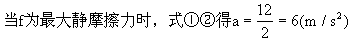 当f为最大静摩擦力时，式①②得a = 12/2 = 6(m / s²)